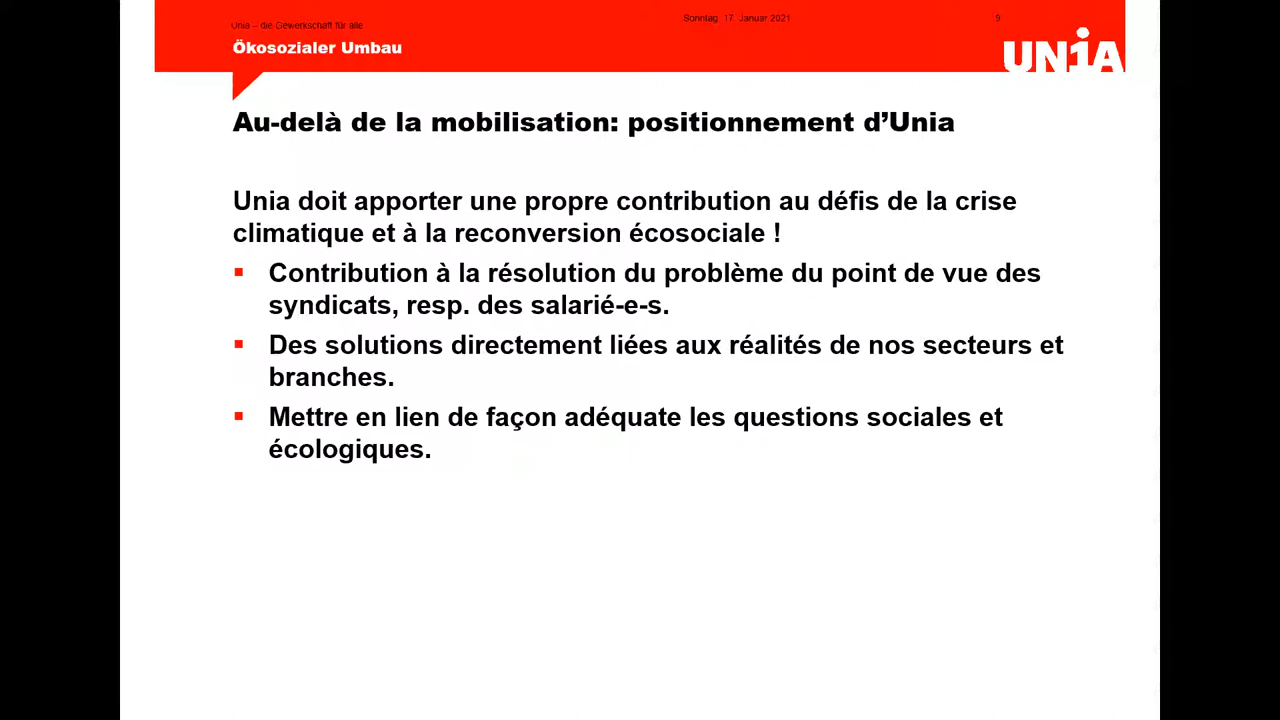 Unia – die Gewerkschaft für alle
Sonntag, 17. Januar 2021
9
Ökosozialer Umbau
UNiA
Au-delà de la mobilisation: positionnement d’Unia
Unia doit apporter une propre contribution au défis de la crise
climatique et à la reconversion écosociale !
Contribution à la résolution du problème du point de vue des
syndicats, resp. des salarié-e-s.
Des solutions directement liées aux réalités de nos secteurs et
branches.
Mettre en lien de façon adéquate les questions sociales et
écologiques.